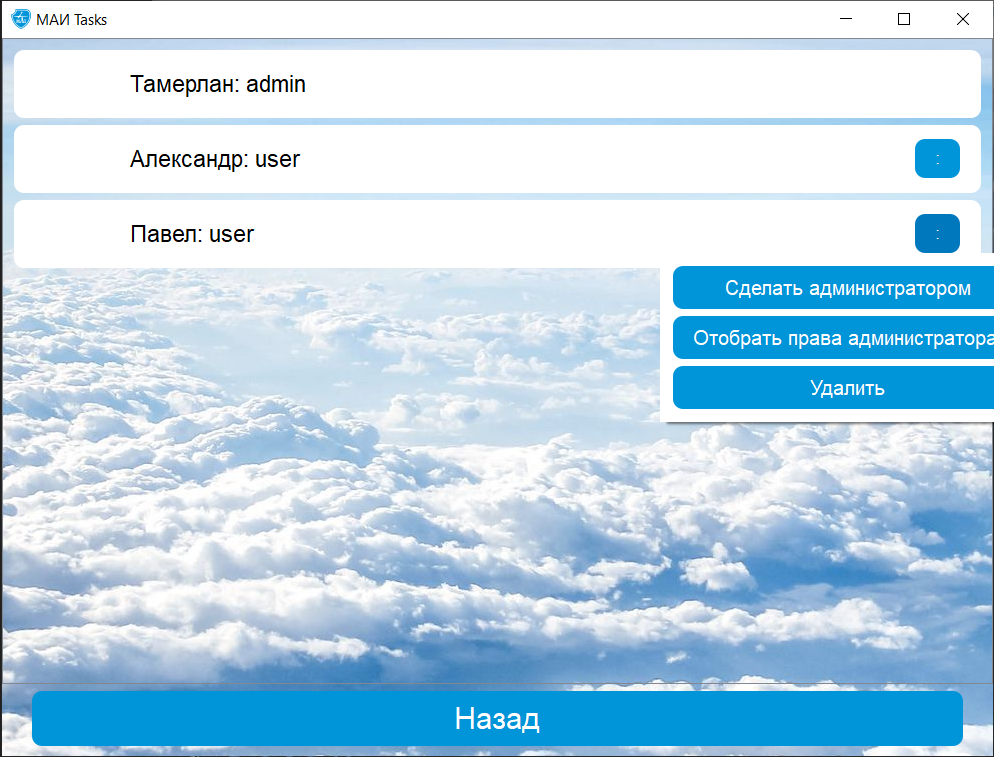 МАИ Tasks
Тамерлан: admin
Александр: user
:
Павел: user
:
Сделать администратором
Отобрать права администратора
Удалить
Назад